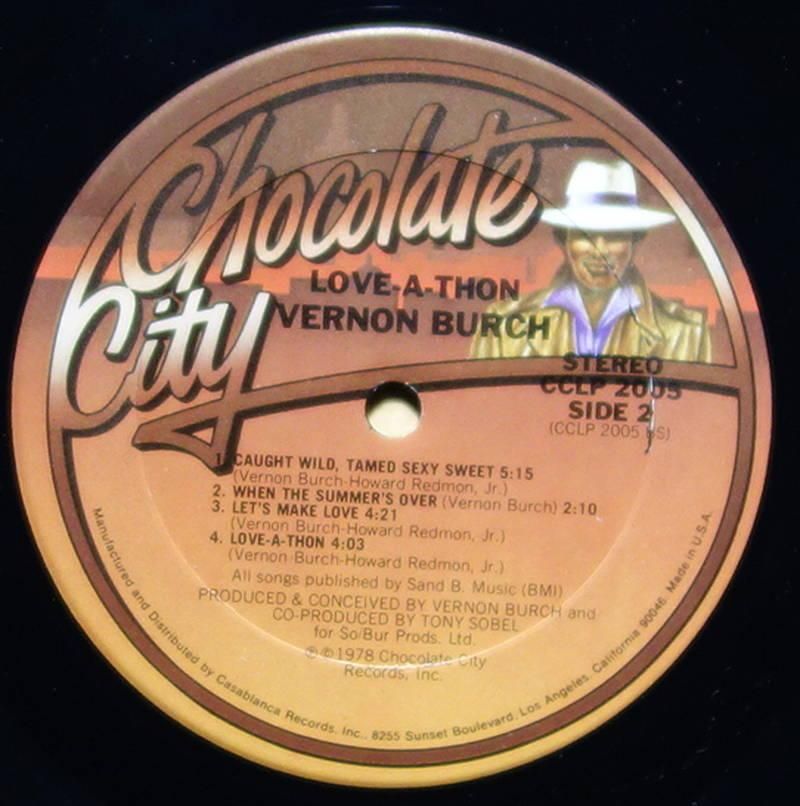 Chocolate
City
LOVE-A-THON
VERNON BURCH
STEREO
CCLP 2005
SIDE 2
(CCLP 2005 BS)
1. CAUGHT WILD, TAMED SEXY SWEET 5:15
(Vernon Burch-Howard Redmon, Jr.)
2. WHEN THE SUMMER'S OVER (Vernon Burch) 2:10
3. LET'S MAKE LOVE 4:21
(Vernon Burch-Howard Redmon, Jr.)
4. LOVE-A-THON 4:03
(Vernon Burch-Howard Redmon, Jr.)
All songs published by Sand B. Music (BMI)
PRODUCED & CONCEIVED BY VERNON BURCH and
CO-PRODUCED BY TONY SOBEL
for So/Bur Prods. Ltd.
℗ © 1978 Chocolate City
Records, Inc.
Manufactured and Distributed by Casablanca Records, Inc., 8255 Sunset Boulevard, Los Angeles, California 90046. Made in U.S.A.